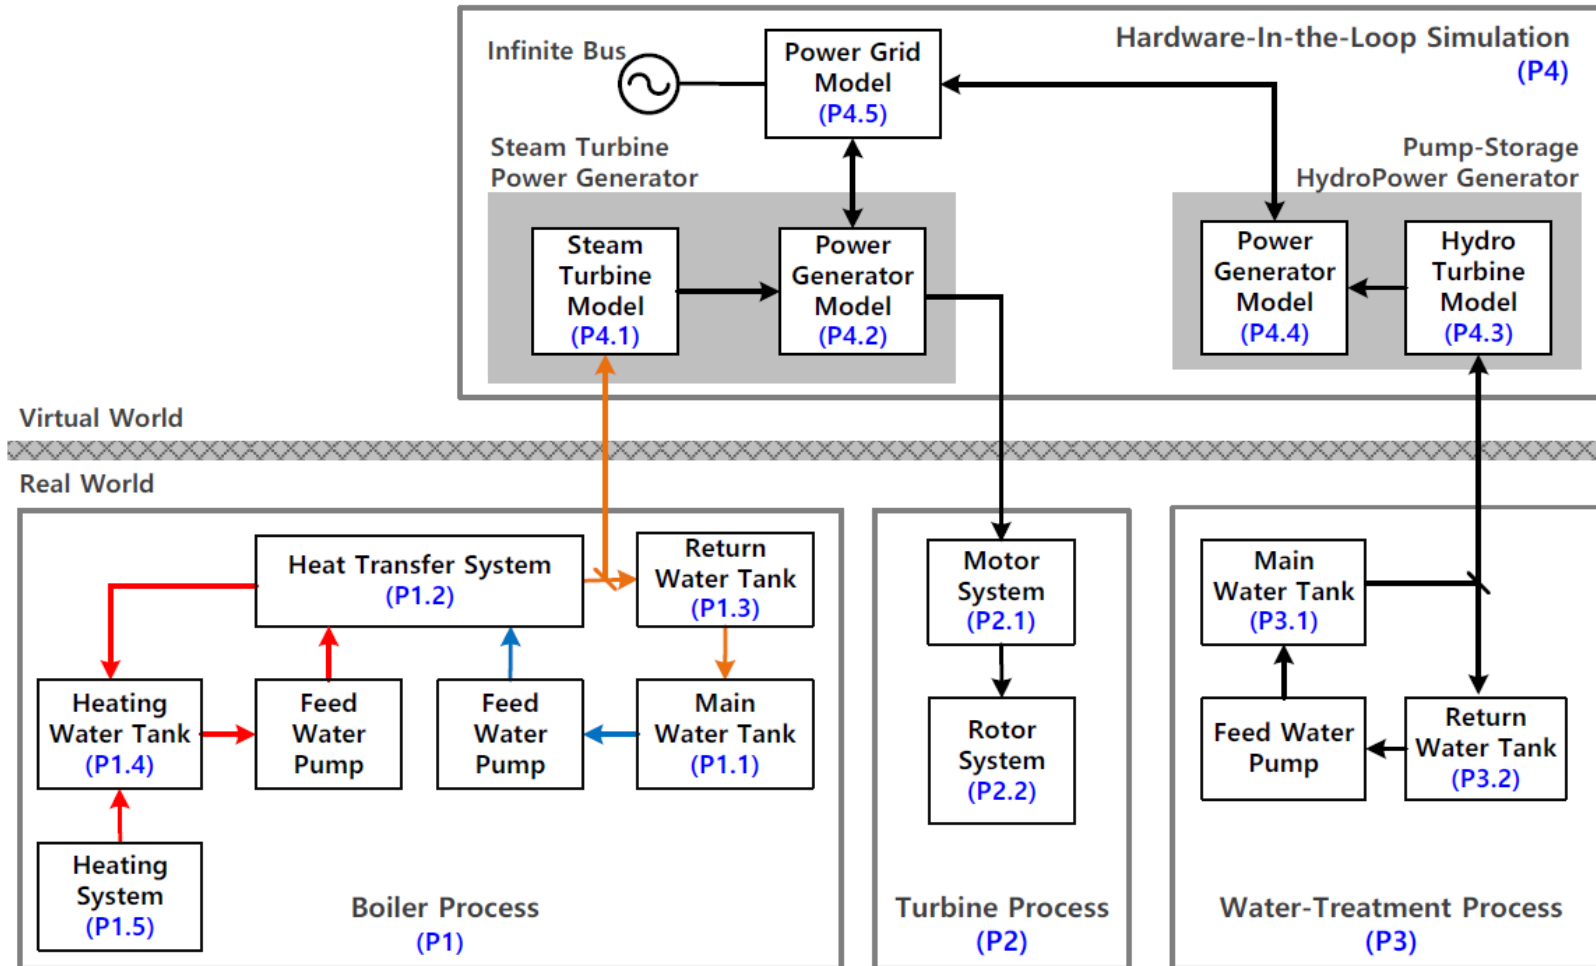 Infinite Bus
Power Grid
Model
(P4.5)
Hardware-In-the-Loop Simulation
(P4)
Steam Turbine
Power Generator
Pump-Storage
HydroPower Generator
Steam
Turbine
Model
(P4.1)
Power
Generator
Model
(P4.2)
Power
Generator
Model
(P4.4)
Hydro
Turbine
Model
(P4.3)
Virtual World
Real World
Heat Transfer System
(P1.2)
Return
Water Tank
(P1.3)
Heating
Water Tank
(P1.4)
Feed
Water
Pump
Feed
Water
Pump
Main
Water Tank
(P1.1)
Heating
System
(P1.5)
Boiler Process
(P1)
Motor
System
(P2.1)
Rotor
System
(P2.2)
Turbine Process
(P2)
Main
Water Tank
(P3.1)
Feed Water
Pump
Return
Water Tank
(P3.2)
Water-Treatment Process
(P3)